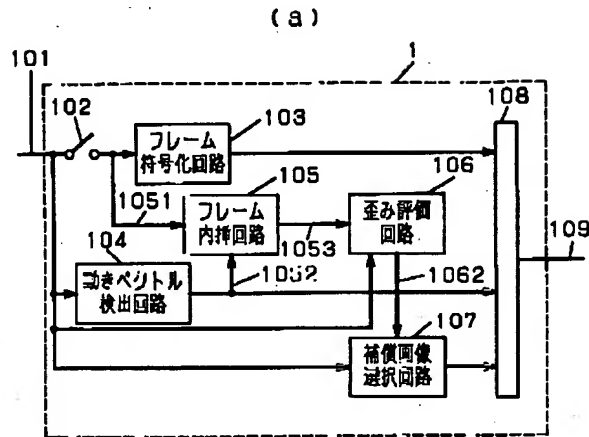 (a)
1
101
102
108
フレーム
符号化回路
103
105
106
1051
フレーム
内挿回路
1053
歪み評価
回路
109
104
動きベクトル
検出回路
1052
1062
107
補償画像
選択回路